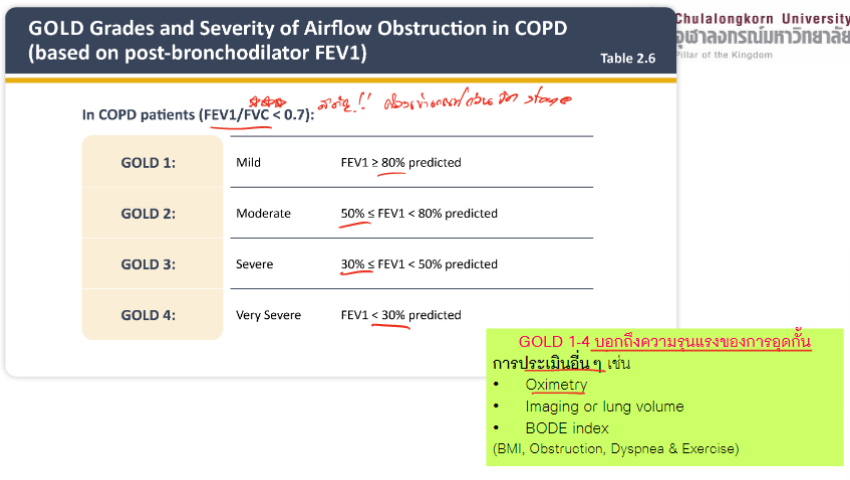 GOLD Grades and Severity of Airflow Obstruction in COPD
(based on post-bronchodilator FEV1)
Table 2.6
Chulalongkorn University
จุฬาลงกรณ์มหาวิทยาลัย
Pillar of the Kingdom
In COPD patients (FEV1/FVC < 0.7):
stage
GOLD 1: Mild FEV1 ≥ 80% predicted
GOLD 2: Moderate 50% ≤ FEV1 < 80% predicted
GOLD 3: Severe 30% ≤ FEV1 < 50% predicted
GOLD 4: Very Severe FEV1 < 30% predicted
GOLD 1-4 บอกถึงความรุนแรงของการอุดกั้น
การประเมินอื่น ๆ เช่น
• Oximetry
• Imaging or lung volume
• BODE index
(BMI, Obstruction, Dyspnea & Exercise)